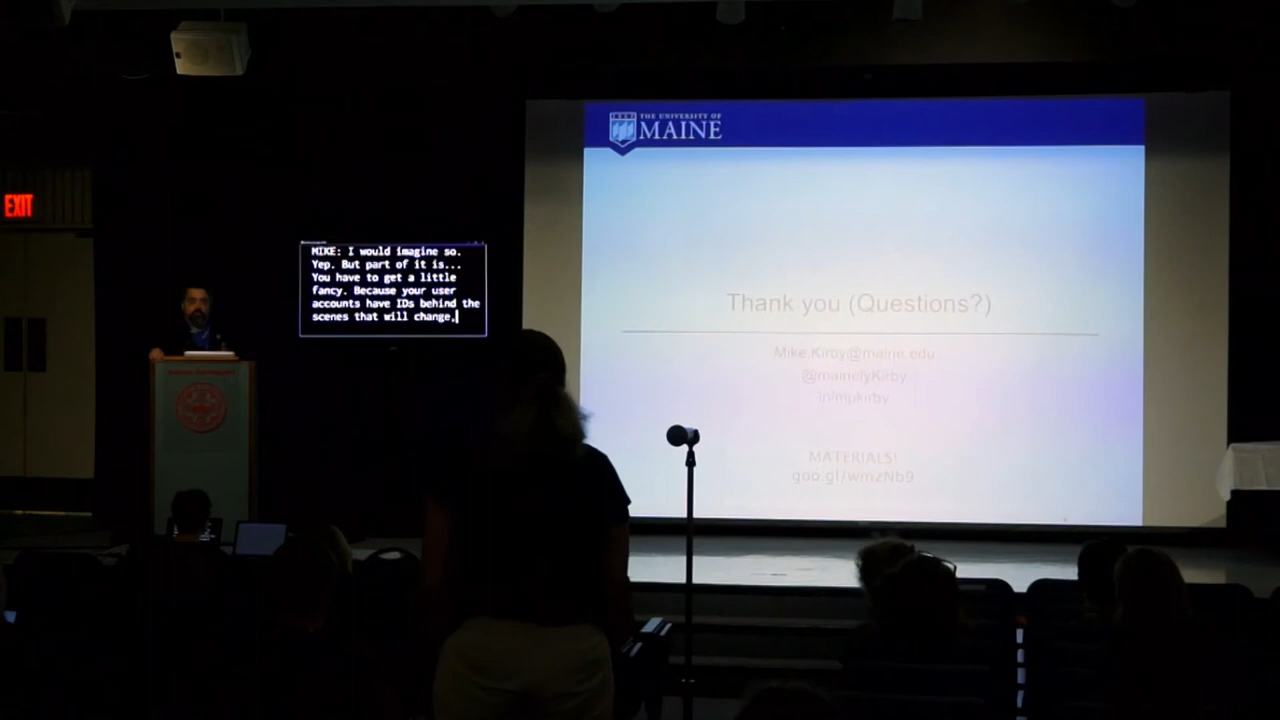 EXIT
MIKE: I would imagine so.
Yep. But part of it is...
You have to get a little
fancy. Because your user
accounts have IDs behind the
scenes that will change,
THE UNIVERSITY OF
MAINE
Thank you (Questions?)
Mike.Kirby@maine.edu
@mainelyKirby
in/mpkirby
MATERIALS!
goo.gl/wmzNb9